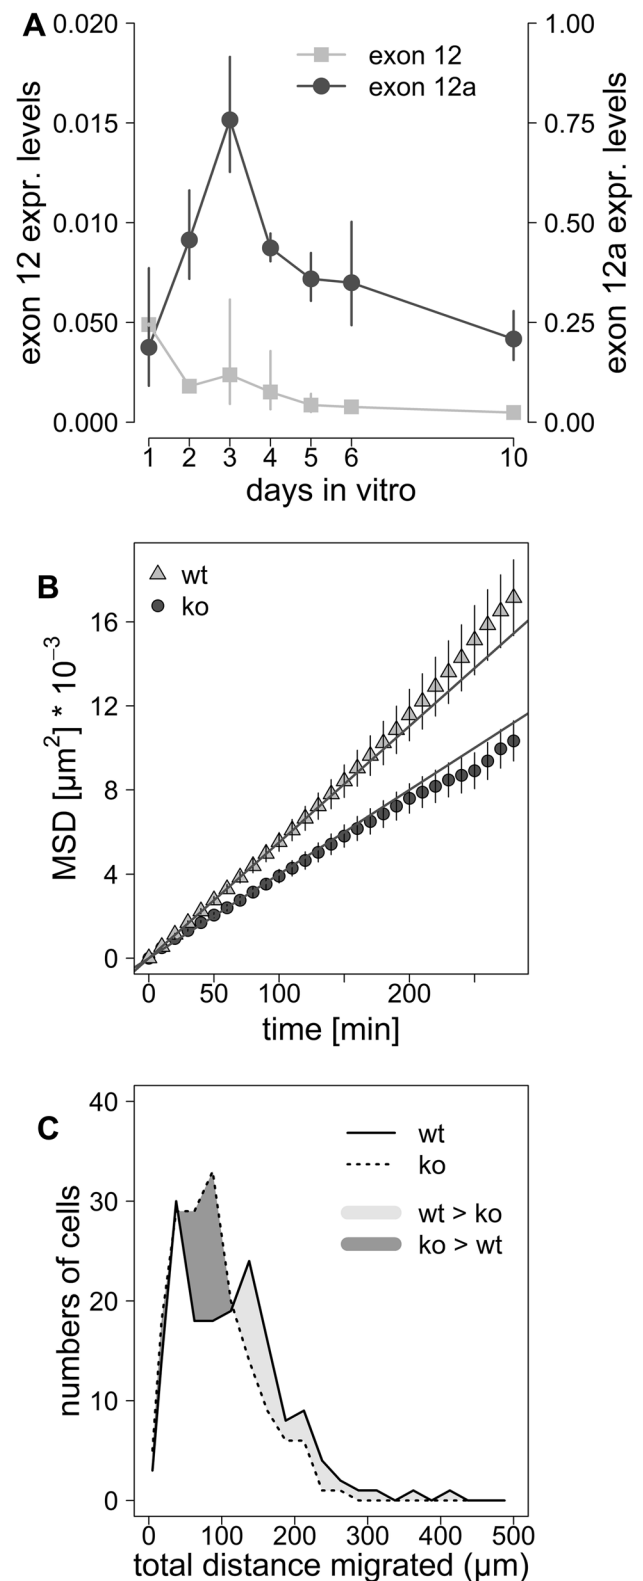 A
exon 12
exon 12a
0.020
0.015
0.010
0.050
0.000
exon 12 expr. levels
1.00
0.75
0.50
0.25
0.00
exon 12a expr. levels
1 2 3 4 5 6 10
days in vitro
B
wt
ko
16
12
8
4
0
MSD [µm²] * 10⁻³
0 50 100 200
time [min]
C
wt
ko
wt > ko
ko > wt
40
30
20
10
0
numbers of cells
0 100 200 300 400 500
total distance migrated (µm)